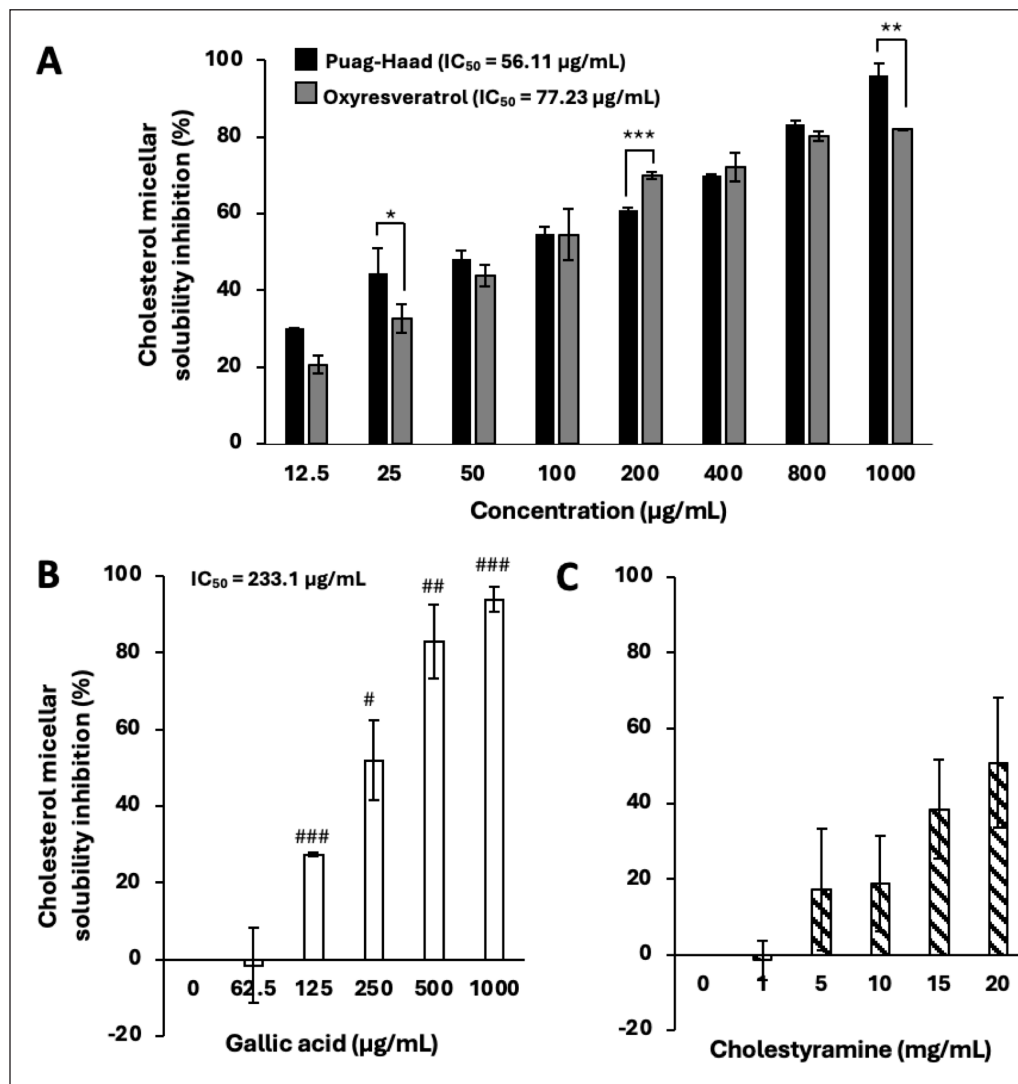 A
Puag-Haad (IC50 = 56.11 µg/mL)
Oxyresveratrol (IC50 = 77.23 µg/mL)
Cholesterol micellar
solubility inhibition (%)
100
80
60
40
20
0
*
***
**
12.5 25 50 100 200 400 800 1000
Concentration (µg/mL)
B
IC50 = 233.1 µg/mL
Cholesterol micellar
solubility inhibition (%)
100
80
60
40
20
0
-20
###
#
##
###
0 62.5 125 250 500 1000
Gallic acid (µg/mL)
C
100
80
60
40
20
0
-20
0 1 5 10 15 20
Cholestyramine (mg/mL)